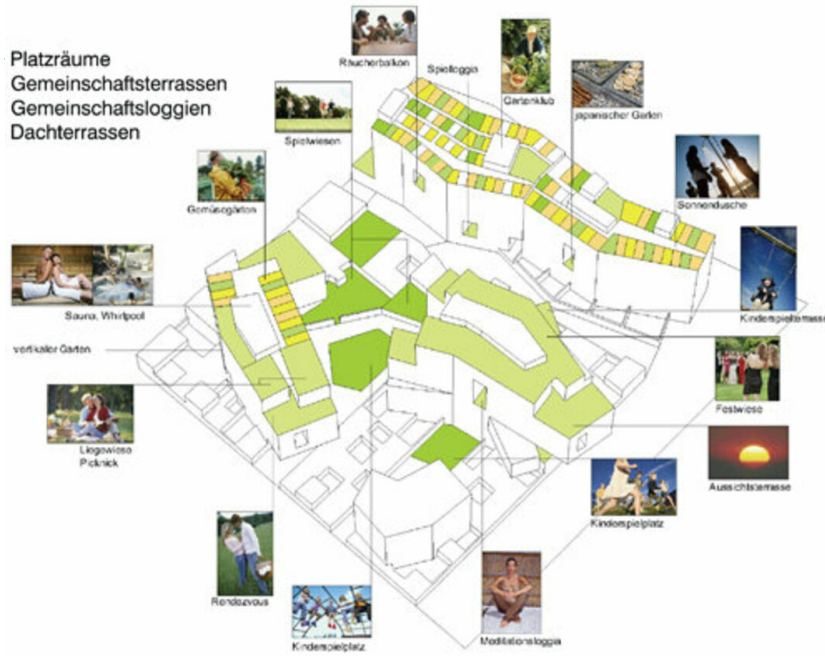 Platzräume
Gemeinschaftsterrassen
Gemeinschaftsloggien
Dachterrassen
Raucherbalkon
Spielloggia
Gartenklub
japanischer Garten
Spielwiesen
Gemüsegärten
Sonnendusche
Sauna, Whirlpool
Kinderspielterrasse
vertikaler Garten
Festwiese
Liegewiese
Picknick
Aussichtsterrasse
Kinderspielplatz
Rendezvous
Kinderspielplatz
Meditationsloggia